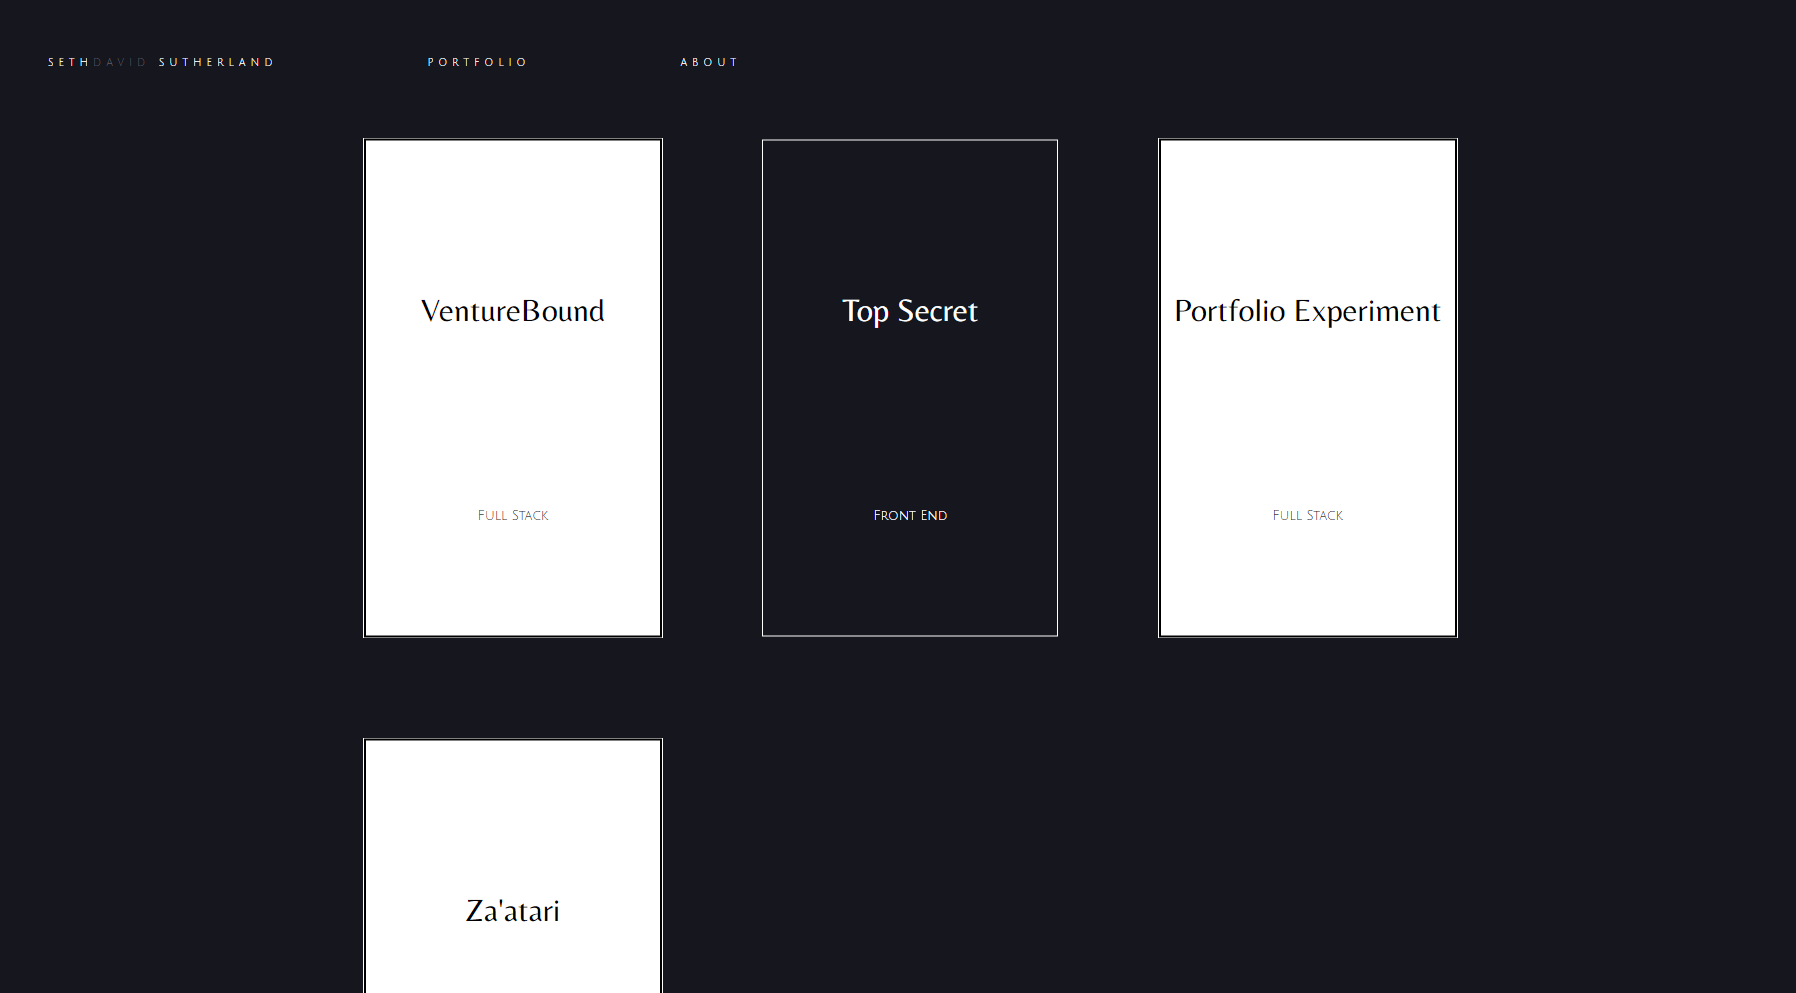 SETHDAVID SUTHERLAND PORTFOLIO ABOUT
VentureBound Top Secret Portfolio Experiment
Full Stack Front End Full Stack
Za'atari